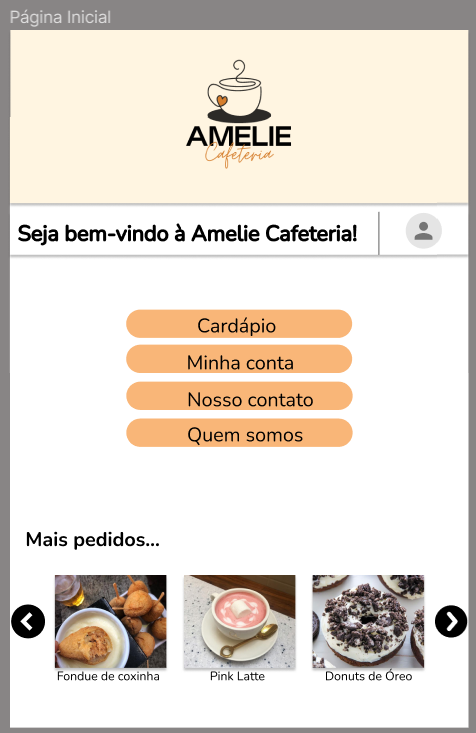 Página Inicial
AMELIE
Cafeteria
Seja bem-vindo à Amelie Cafeteria!
Cardápio
Minha conta
Nosso contato
Quem somos
Mais pedidos...
Fondue de coxinha
Pink Latte
Donuts de Óreo